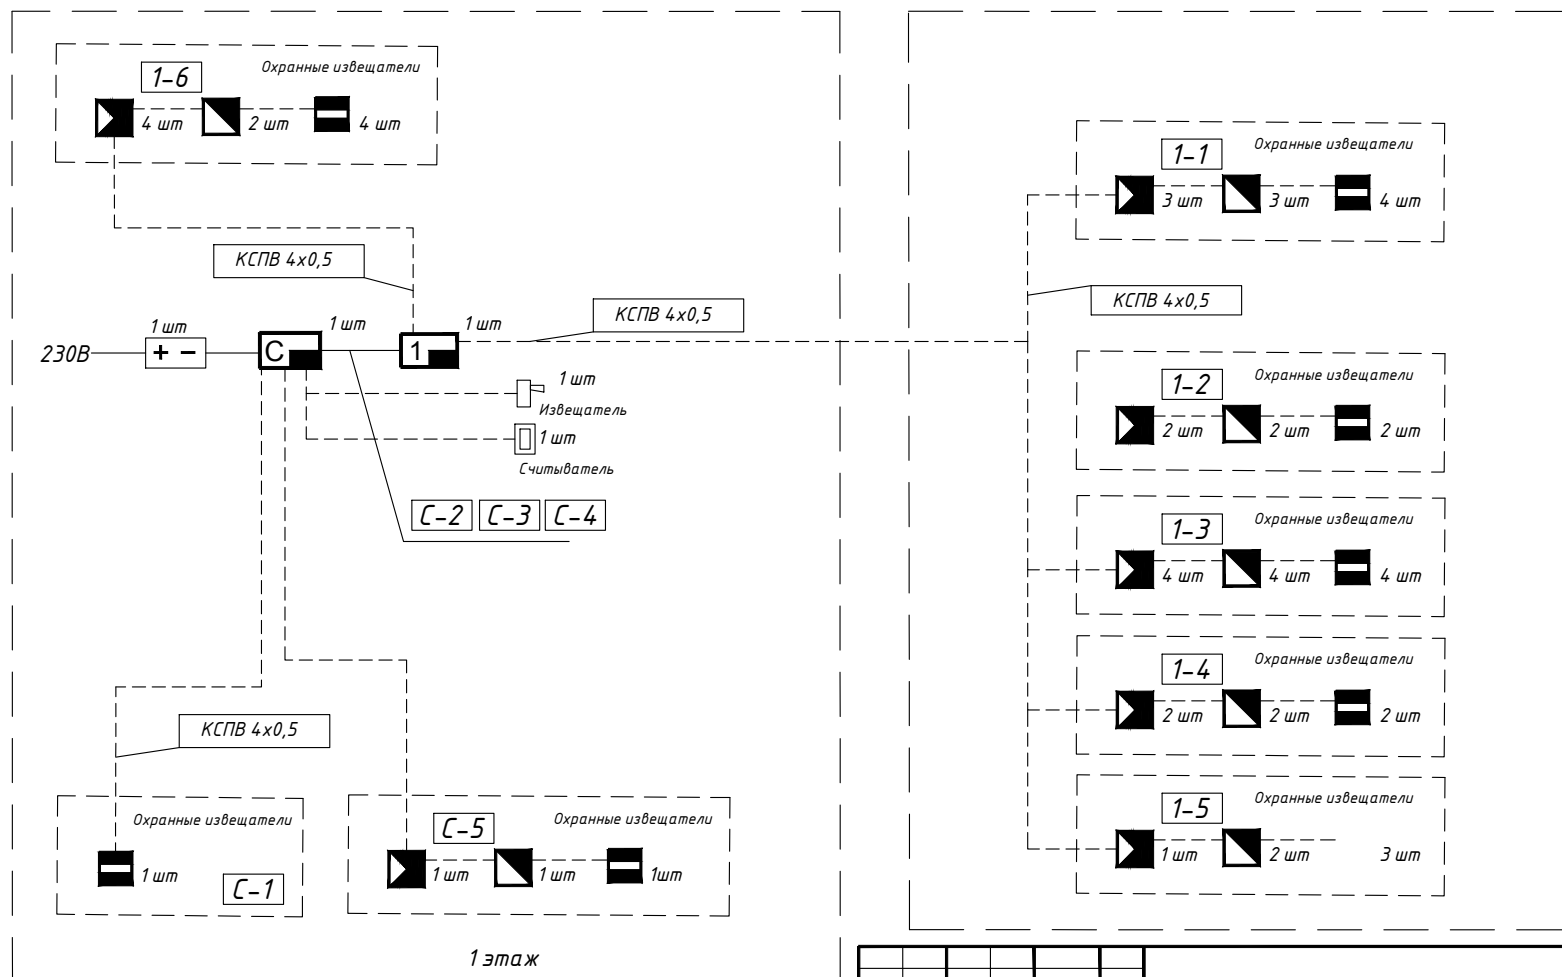 Охранные извещатели
1-6
4 шт 2 шт 4 шт
КСПВ 4х0,5
230В
1 шт
+ −
С
1 шт
1
1 шт
КСПВ 4х0,5
1 шт
Извещатель
1 шт
Считыватель
С-2 С-3 С-4
КСПВ 4х0,5
Охранные извещатели
1 шт
С-1
Охранные извещатели
С-5
1 шт 1 шт 1шт
1 этаж
Охранные извещатели
1-1
3 шт 3 шт 4 шт
КСПВ 4х0,5
Охранные извещатели
1-2
2 шт 2 шт 2 шт
Охранные извещатели
1-3
4 шт 4 шт 4 шт
Охранные извещатели
1-4
2 шт 2 шт 2 шт
Охранные извещатели
1-5
1 шт 2 шт 3 шт